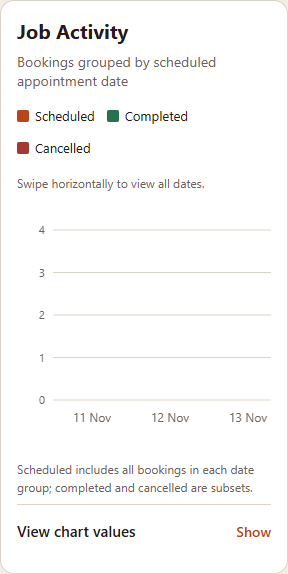 Job Activity
Bookings grouped by scheduled
appointment date
Scheduled Completed
Cancelled
Swipe horizontally to view all dates.
4
3
2
1
0
11 Nov 12 Nov 13 Nov
Scheduled includes all bookings in each date
group; completed and cancelled are subsets.
View chart values Show